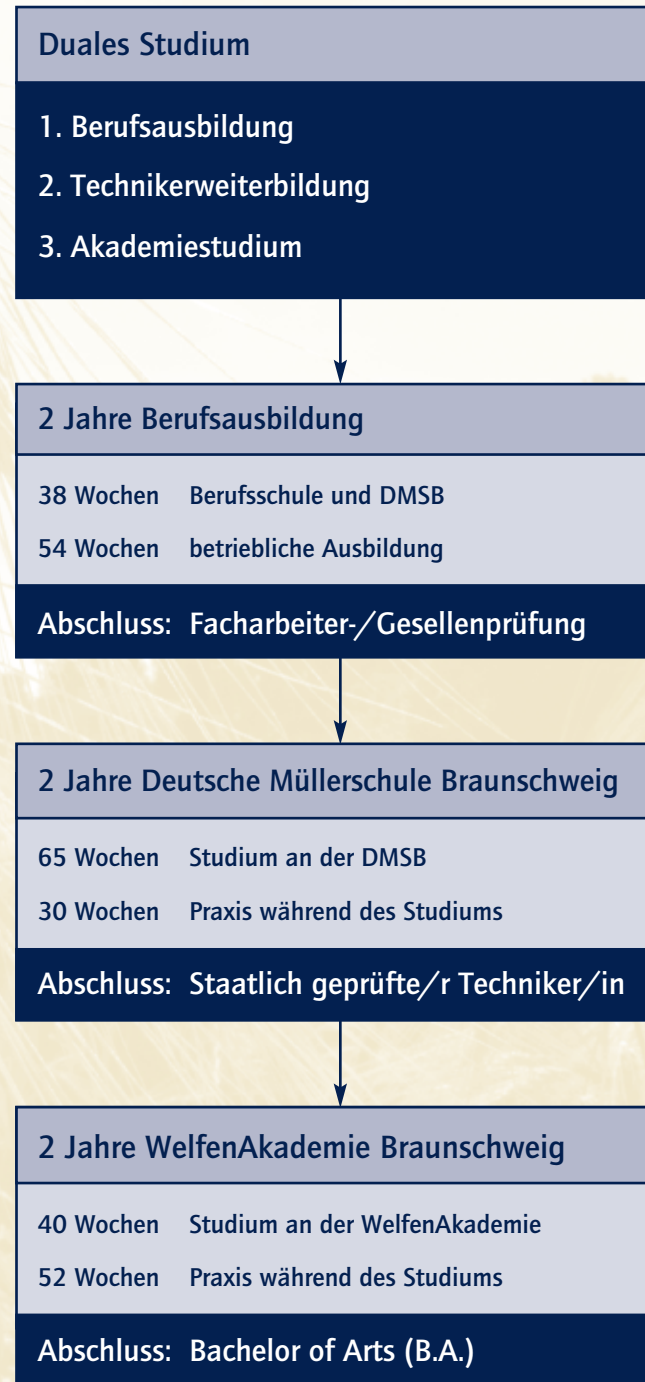 Duales Studium
1. Berufsausbildung
2. Technikerweiterbildung
3. Akademiestudium
2 Jahre Berufsausbildung
38 Wochen Berufsschule und DMSB
54 Wochen betriebliche Ausbildung
Abschluss: Facharbeiter-/Gesellenprüfung
2 Jahre Deutsche Müllerschule Braunschweig
65 Wochen Studium an der DMSB
30 Wochen Praxis während des Studiums
Abschluss: Staatlich geprüfte/r Techniker/in
2 Jahre WelfenAkademie Braunschweig
40 Wochen Studium an der WelfenAkademie
52 Wochen Praxis während des Studiums
Abschluss: Bachelor of Arts (B.A.)